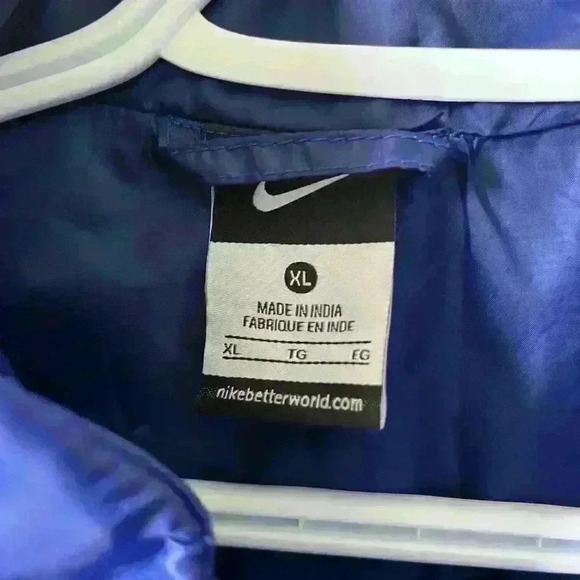 XL
MADE IN INDIA
FABRIQUE EN INDE
XL TG EG
nikebetterworld.com